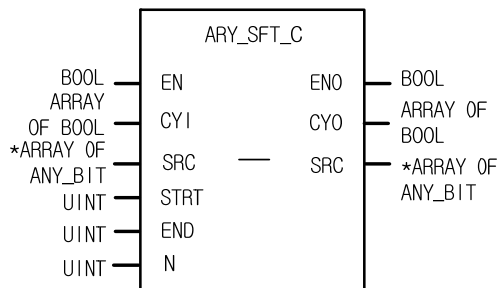 ARY_SFT_C
BOOL EN ENO BOOL
ARRAY OF BOOL CYI CYO ARRAY OF BOOL
*ARRAY OF ANY_BIT SRC SRC *ARRAY OF ANY_BIT
UINT STRT
UINT END
UINT N